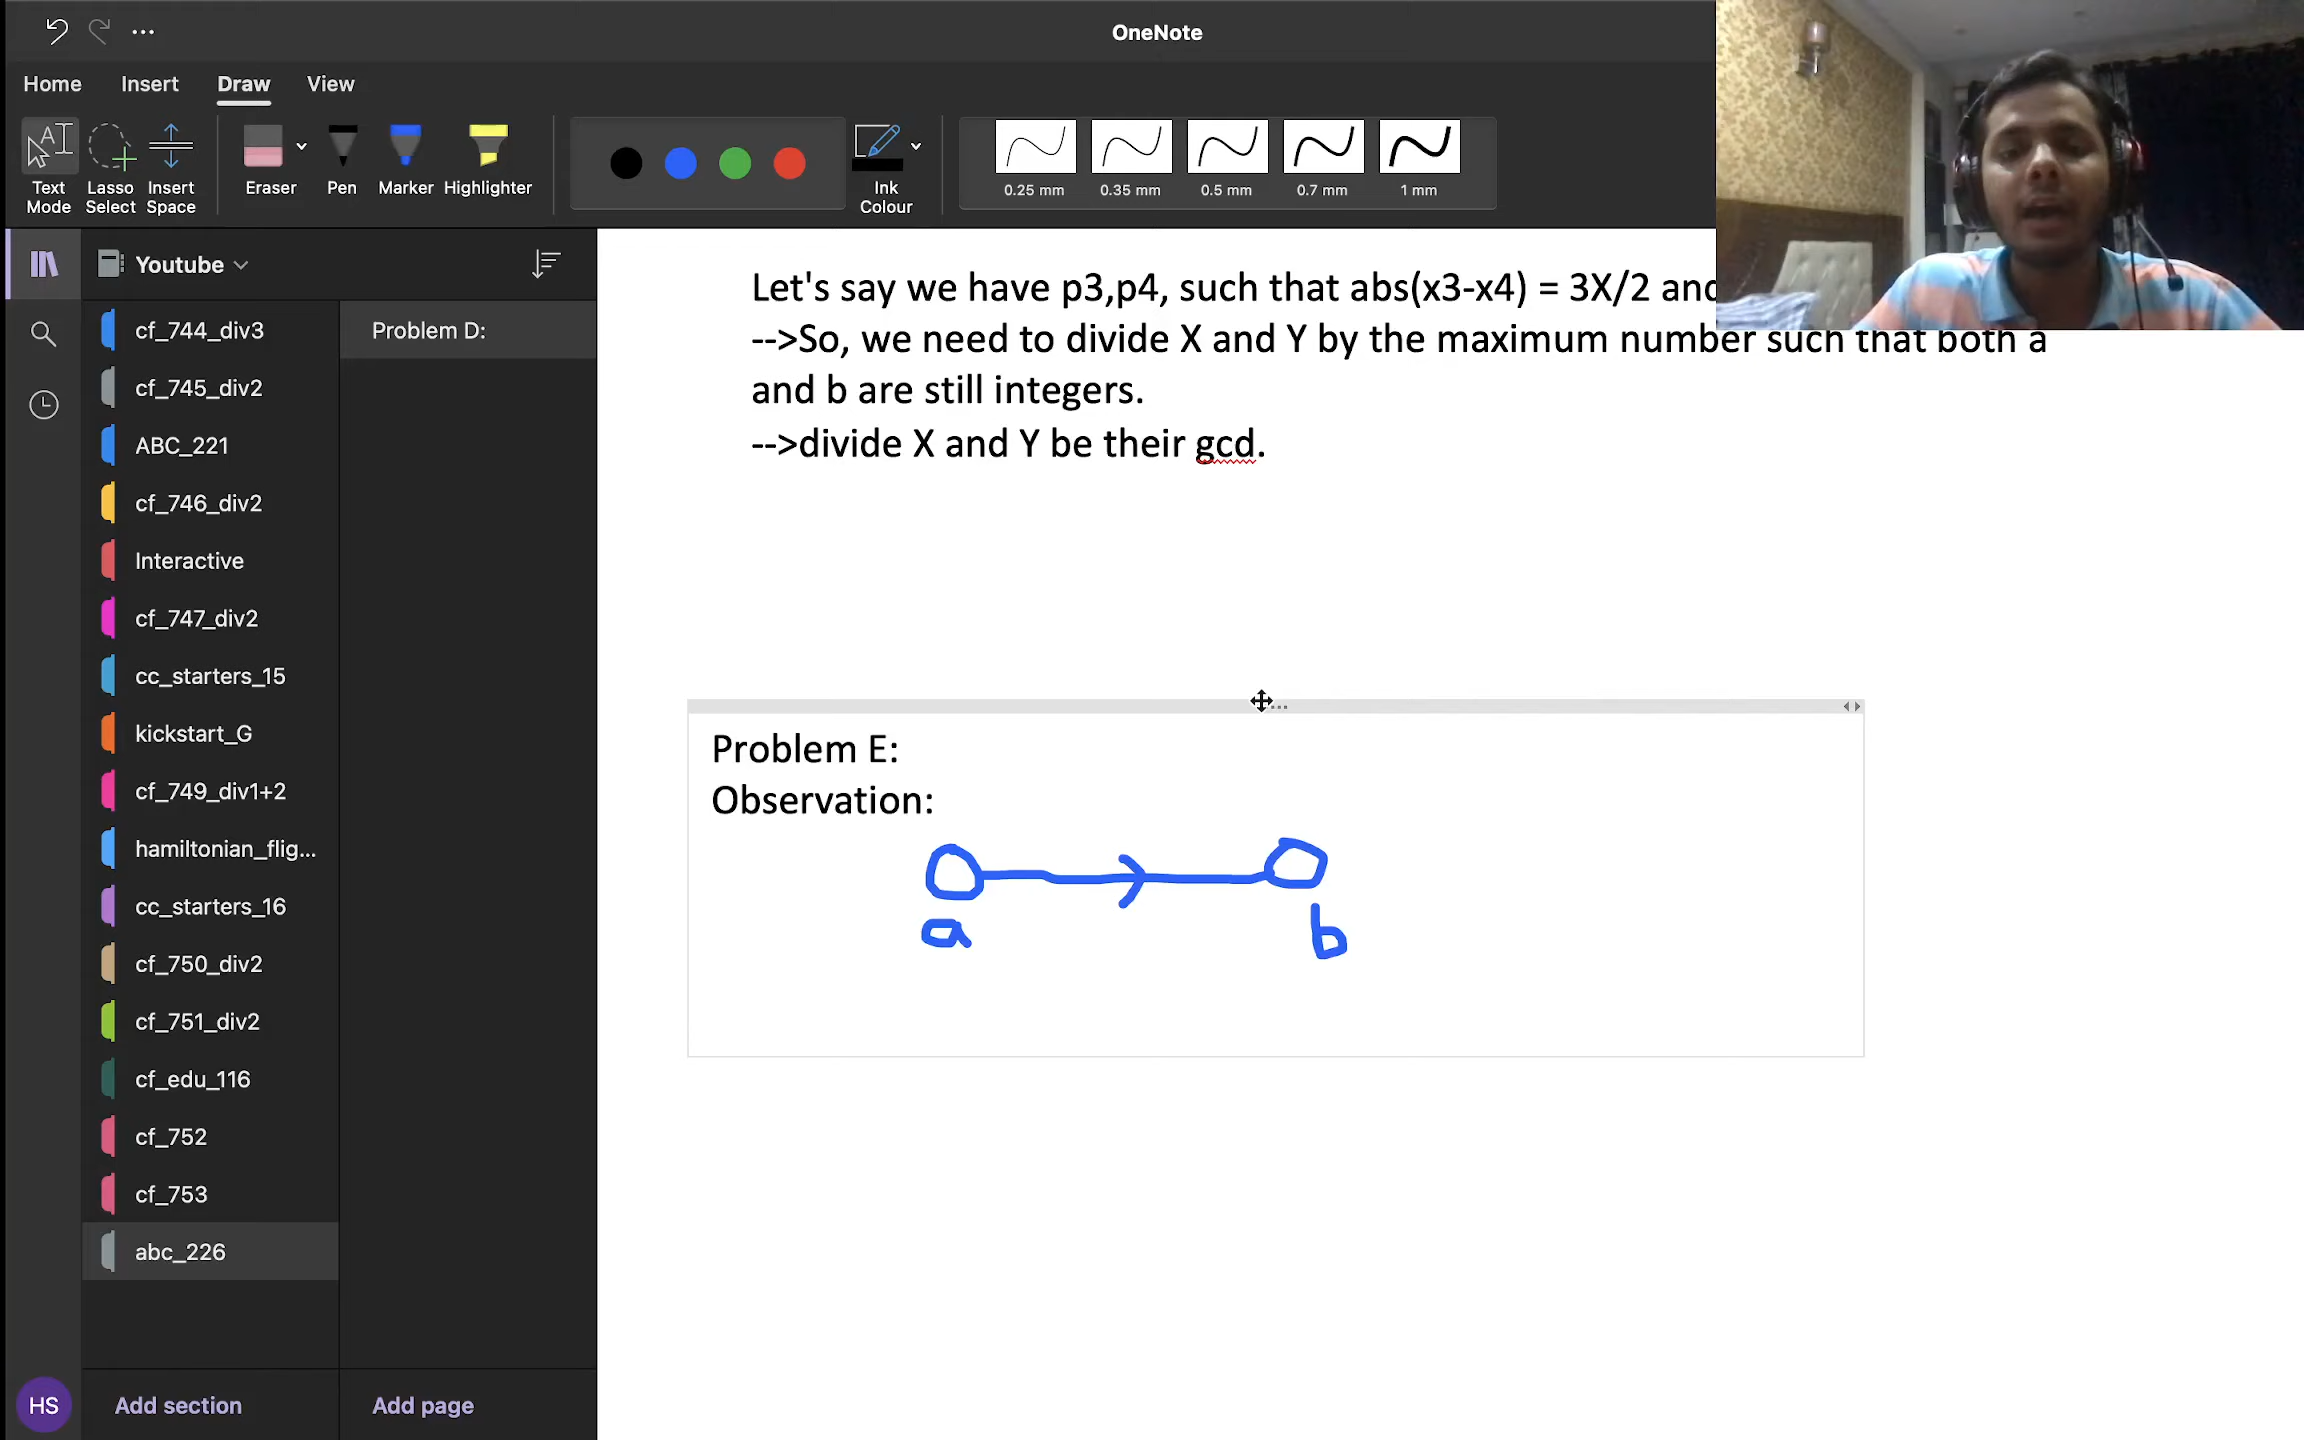 OneNote
Home Insert Draw View
Text Mode
Lasso Select
Insert Space
Eraser
Pen
Marker
Highlighter
Ink Colour
0.25 mm
0.35 mm
0.5 mm
0.7 mm
1 mm
Youtube
cf_744_div3
cf_745_div2
ABC_221
cf_746_div2
Interactive
cf_747_div2
cc_starters_15
kickstart_G
cf_749_div1+2
hamiltonian_flig...
cc_starters_16
cf_750_div2
cf_751_div2
cf_edu_116
cf_752
cf_753
abc_226
HS
Add section
Problem D:
Add page
Let's say we have p3,p4, such that abs(x3-x4) = 3X/2 and
-->So, we need to divide X and Y by the maximum number such that both a
and b are still integers.
-->divide X and Y be their gcd.
Problem E:
Observation:
a b